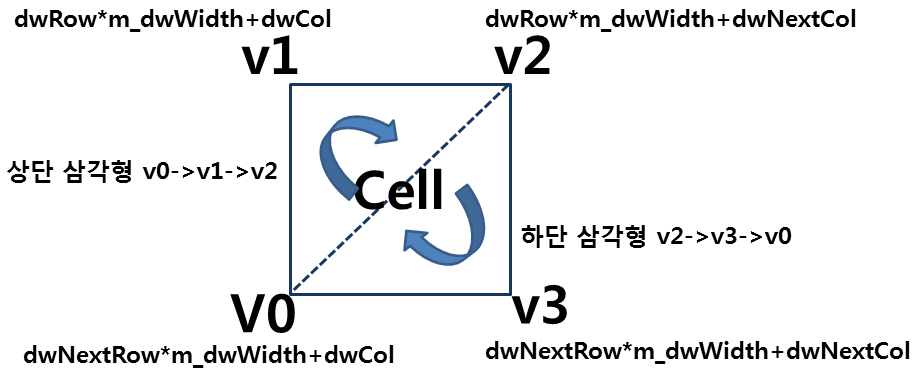 dwRow*m_dwWidth+dwCol
dwRow*m_dwWidth+dwNextCol
v1
v2
상단 삼각형 v0->v1->v2
Cell
하단 삼각형 v2->v3->v0
V0
v3
dwNextRow*m_dwWidth+dwCol
dwNextRow*m_dwWidth+dwNextCol